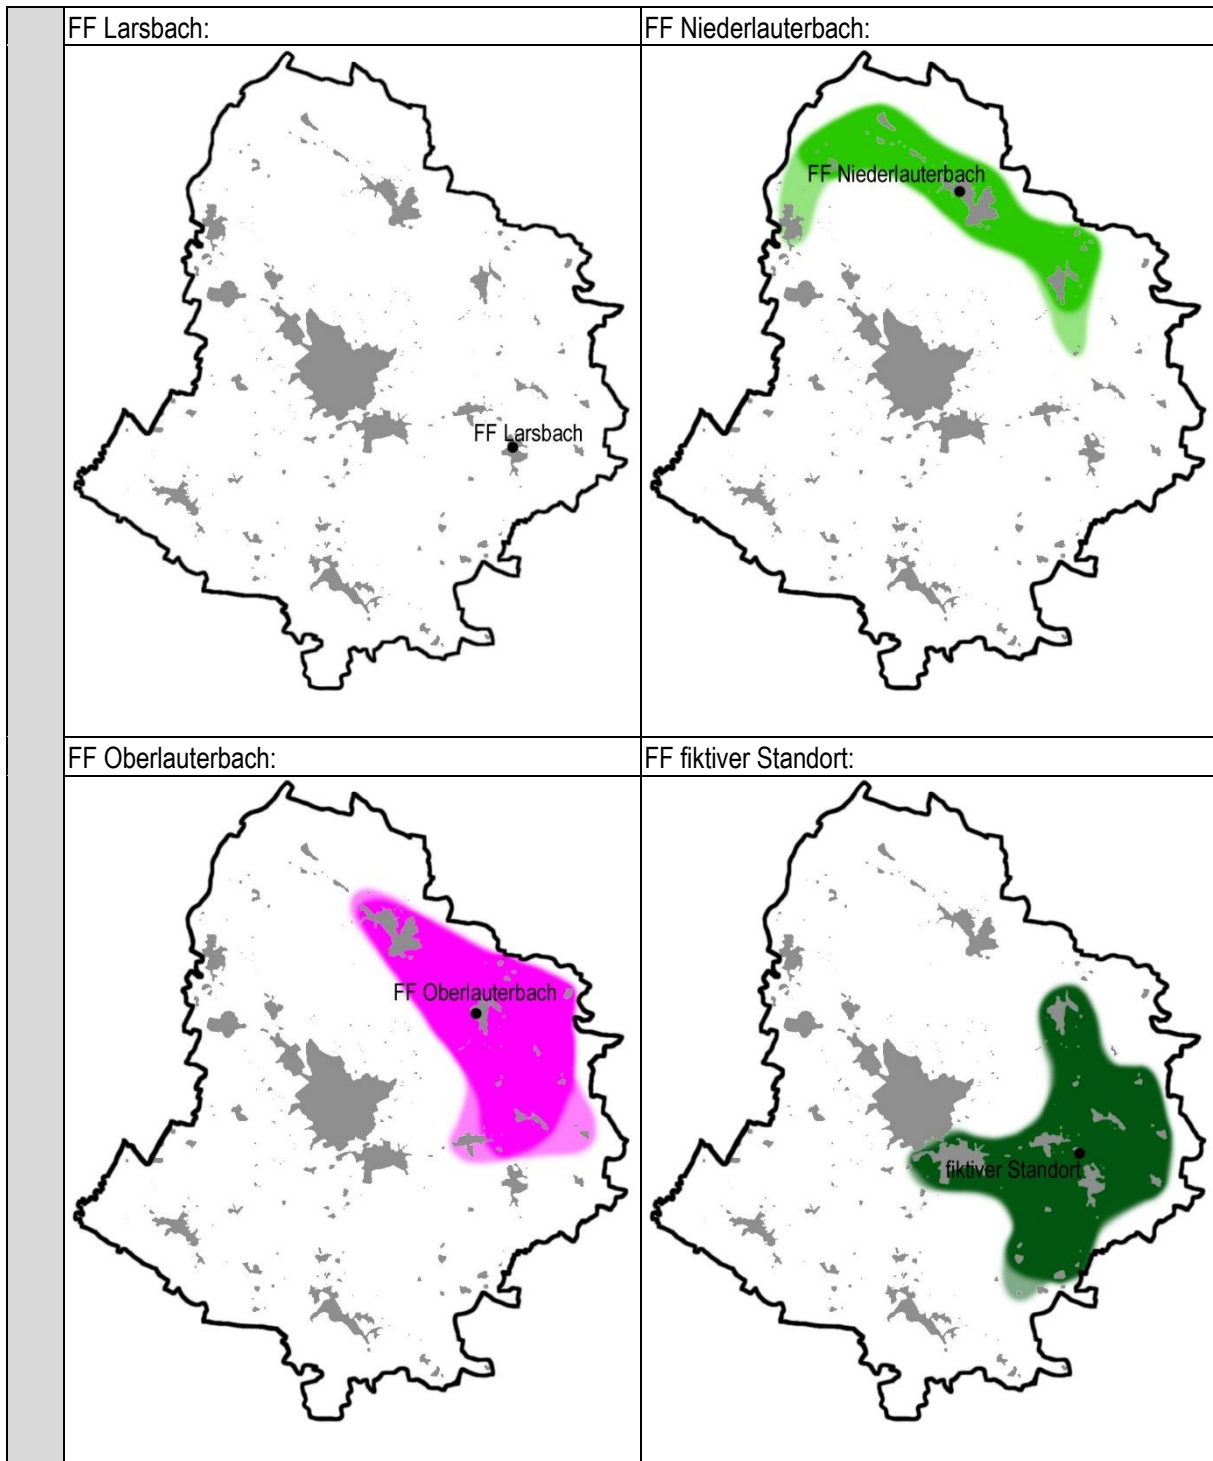 FF Larsbach:
FF Niederlauterbach:
FF Larsbach
FF Niederlauterbach
FF Oberlauterbach:
FF fiktiver Standort:
FF Oberlauterbach
fiktiver Standort